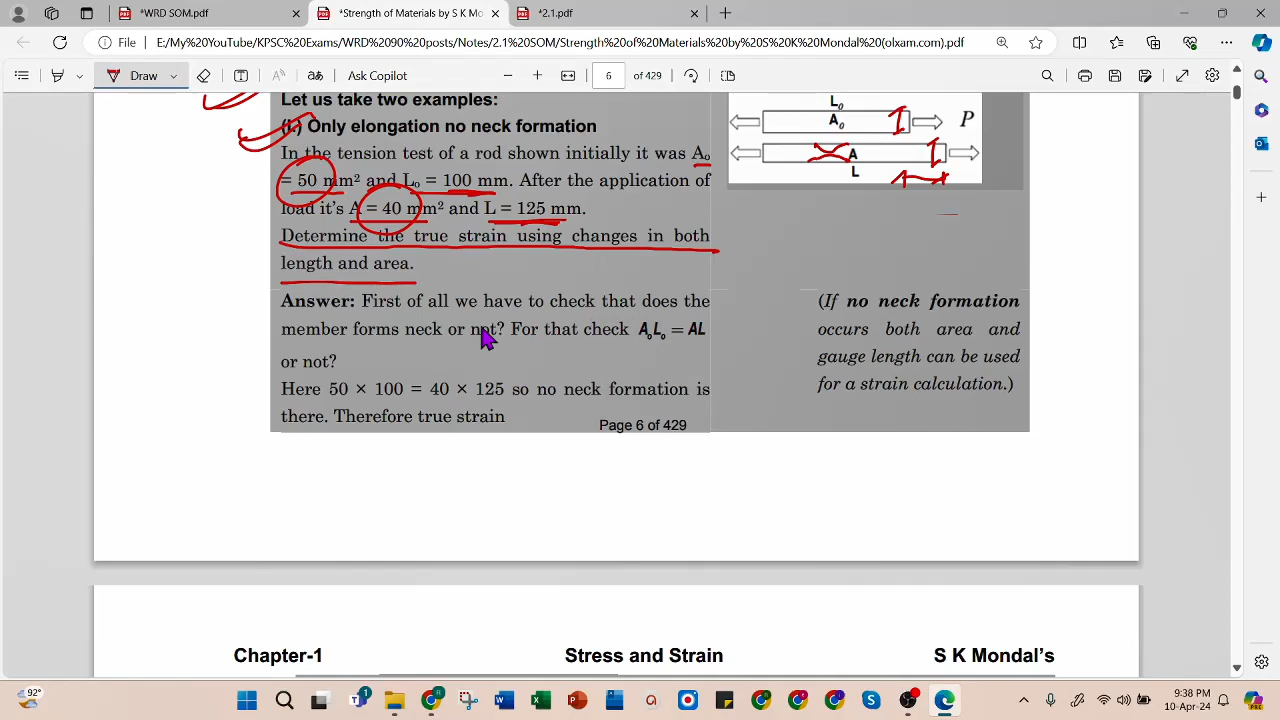 *WRD SOM.pdf
*Strength of Materials by S K Mo
*2.1.pdf
File
E:/My%20YouTube/KPSC%20Exams/WRD%2090%20posts/Notes/2.1%20SOM/Strength%20of%20Materials%20by%20S%20K%20Mondal%20(olxam.com).pdf
Draw
Ask Copilot
6 of 429
Let us take two examples:
(I.) Only elongation no neck formation
In the tension test of a rod shown initially it was Ao
= 50 mm² and Lo = 100 mm. After the application of
load it's A = 40 mm² and L = 125 mm.
Determine the true strain using changes in both
length and area.
Lo
Ao
P
A
L
Answer: First of all we have to check that does the
member forms neck or not? For that check AoLo = AL
or not?
Here 50 × 100 = 40 × 125 so no neck formation is
there. Therefore true strain
(If no neck formation
occurs both area and
gauge length can be used
for a strain calculation.)
Page 6 of 429
Chapter-1
Stress and Strain
S K Mondal's
92°
1
9:38 PM
10-Apr-24